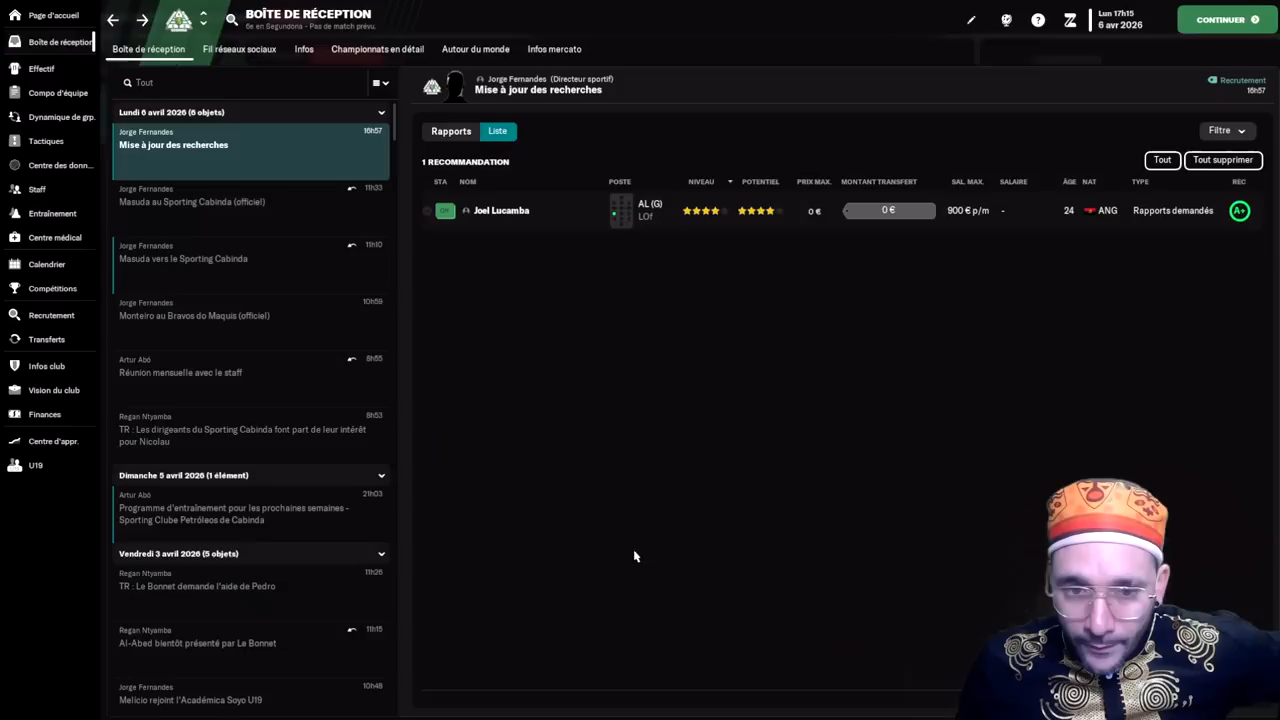 Page d'accueil
Boîte de réception
Effectif
Compo d'équipe
Dynamique de grp.
Tactiques
Centre des donn...
Staff
Entraînement
Centre médical
Calendrier
Compétitions
Recrutement
Transferts
Infos club
Vision du club
Finances
Centre d'appr.
U19
BOÎTE DE RÉCEPTION
6e en Segundona - Pas de match prévu.
Lun 17h15
6 avr 2026
CONTINUER
Boîte de réception Fil réseaux sociaux Infos Championnats en détail Autour du monde Infos mercato
Tout
Lundi 6 avril 2026 (6 objets)
Jorge Fernandes 16h57
Mise à jour des recherches
Jorge Fernandes 11h33
Masuda au Sporting Cabinda (officiel)
Jorge Fernandes 11h10
Masuda vers le Sporting Cabinda
Jorge Fernandes 10h59
Monteiro au Bravos do Maquis (officiel)
Artur Abó 8h55
Réunion mensuelle avec le staff
Regan Ntyamba 8h53
TR : Les dirigeants du Sporting Cabinda font part de leur intérêt
pour Nicolau
Dimanche 5 avril 2026 (1 élément)
Artur Abó 21h03
Programme d'entraînement pour les prochaines semaines -
Sporting Clube Petróleos de Cabinda
Vendredi 3 avril 2026 (5 objets)
Regan Ntyamba 11h26
TR : Le Bonnet demande l'aide de Pedro
Regan Ntyamba 11h15
Al-Abed bientôt présenté par Le Bonnet
Jorge Fernandes 10h48
Melício rejoint l'Académica Soyo U19
Jorge Fernandes (Directeur sportif)
Mise à jour des recherches
Recrutement
16h57
Rapports Liste Filtre
1 RECOMMANDATION Tout Tout supprimer
STA NOM POSTE NIVEAU POTENTIEL PRIX MAX. MONTANT TRANSFERT SAL. MAX. SALAIRE ÂGE NAT TYPE REC
Joel Lucamba AL (G) LOf 0 € 0 € 900 € p/m - 24 ANG Rapports demandés A+